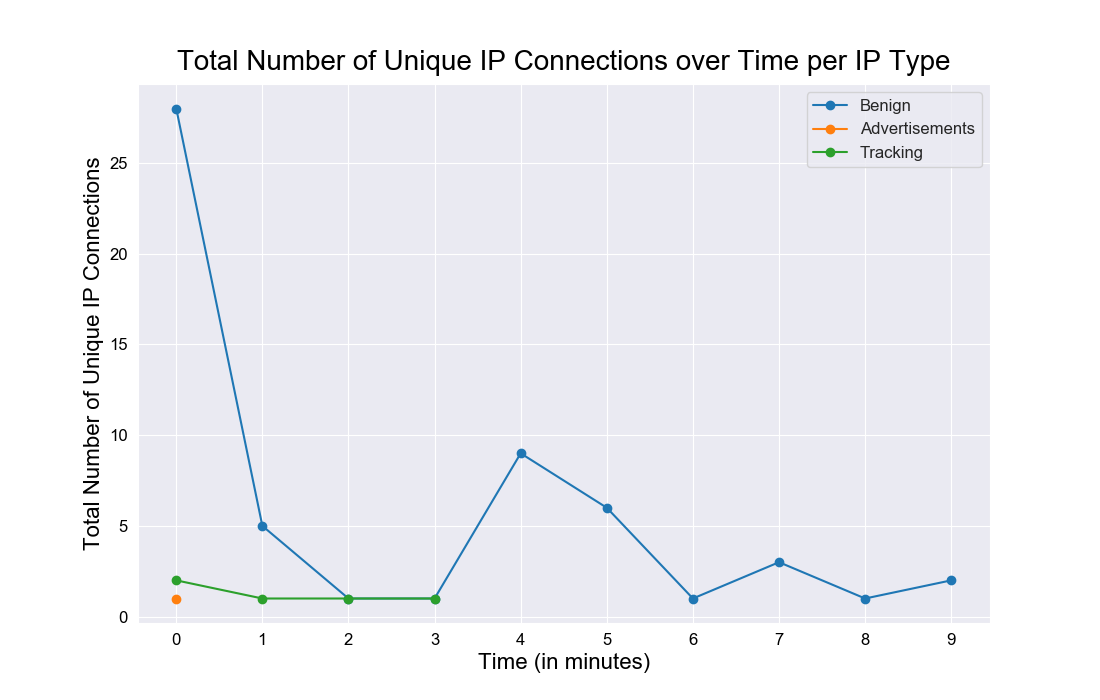 Total Number of Unique IP Connections over Time per IP Type
Benign
Advertisements
Tracking
Total Number of Unique IP Connections
25
20
15
10
5
0
0 1 2 3 4 5 6 7 8 9
Time (in minutes)